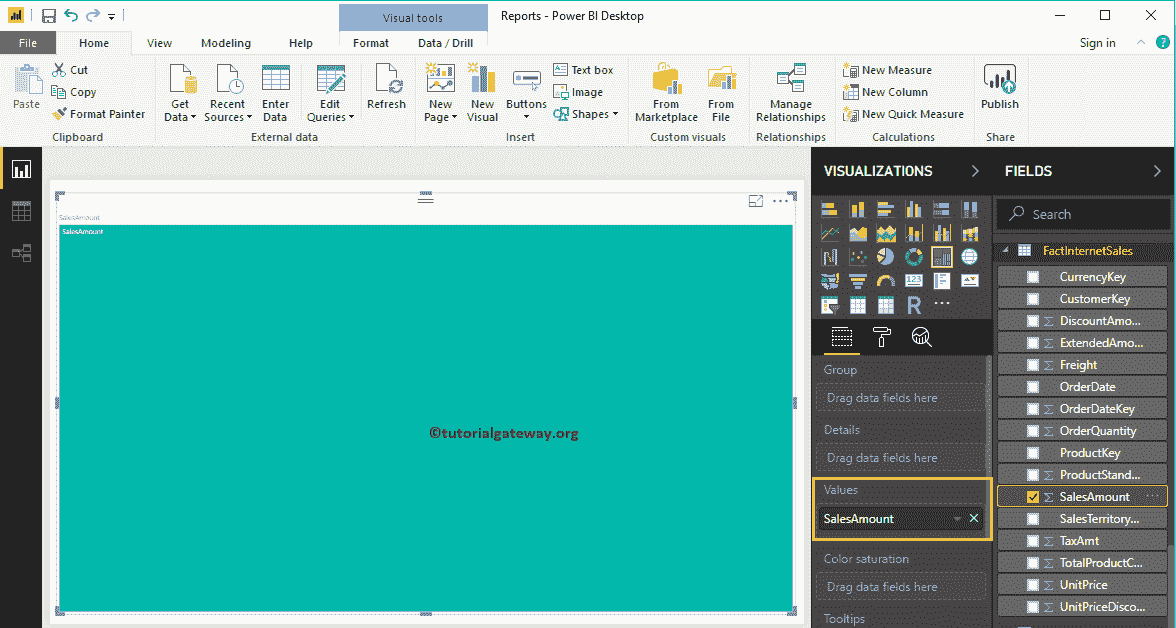 Visual tools
Reports - Power BI Desktop
File
Home
View
Modeling
Help
Format
Data / Drill
Sign in
?
Paste
Cut
Copy
Format Painter
Clipboard
Get
Data
Recent
Sources
Enter
Data
Edit
Queries
External data
Refresh
New
Page
New
Visual
Buttons
Text box
Image
Shapes
Insert
From
Marketplace
From
File
Custom visuals
Manage
Relationships
Relationships
New Measure
New Column
New Quick Measure
Calculations
Publish
Share
SalesAmount
SalesAmount
©tutorialgateway.org
VISUALIZATIONS
123
R
Group
Drag data fields here
Details
Drag data fields here
Values
SalesAmount
Color saturation
Drag data fields here
Tooltips
FIELDS
Search
FactInternetSales
CurrencyKey
CustomerKey
DiscountAmo...
ExtendedAmo...
Freight
OrderDate
OrderDateKey
OrderQuantity
ProductKey
ProductStand...
SalesAmount
SalesTerritory...
TaxAmt
TotalProductC...
UnitPrice
UnitPriceDisco...